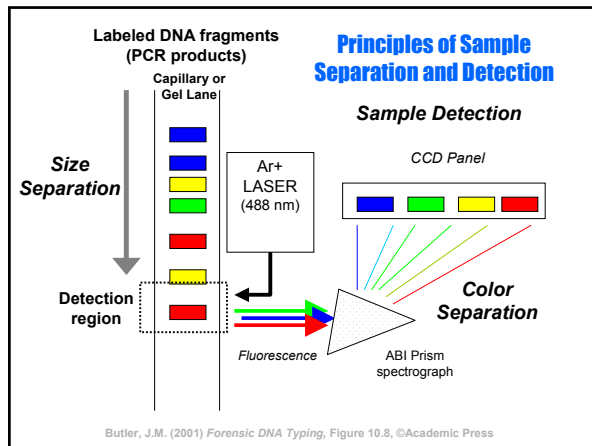 Labeled DNA fragments
(PCR products)
Capillary or
Gel Lane
Principles of Sample
Separation and Detection
Sample Detection
CCD Panel
Size
Separation
Ar+
LASER
(488 nm)
Detection
region
Color
Separation
Fluorescence
ABI Prism
spectrograph
Butler, J.M. (2001) Forensic DNA Typing, Figure 10.8, ©Academic Press